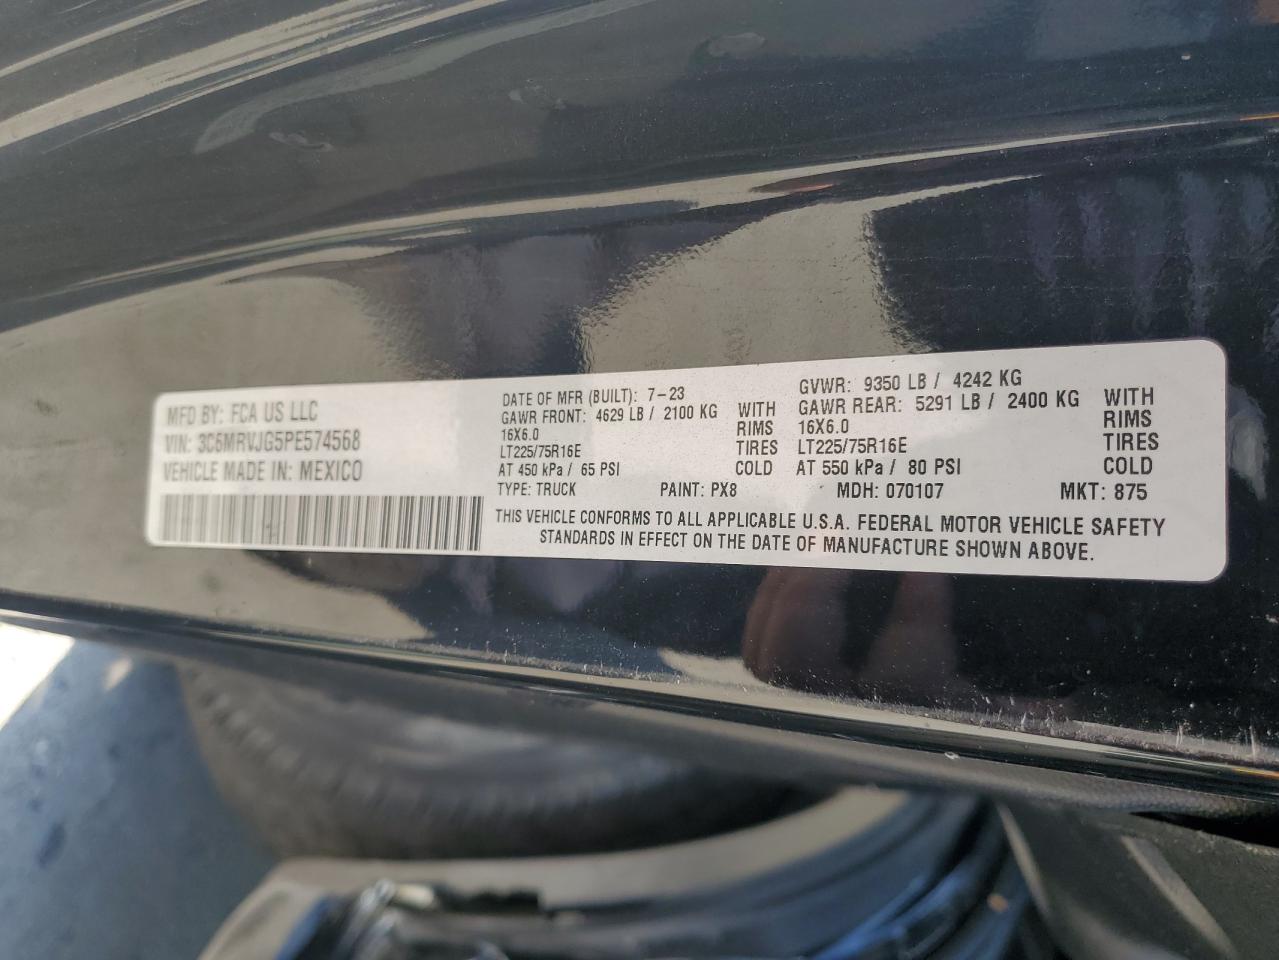 MFD BY: FCA US LLC
VIN: 3C6MRVJG5PE574568
VEHICLE MADE IN: MEXICO
DATE OF MFR (BUILT): 7-23
GAWR FRONT: 4629 LB / 2100 KG WITH
16X6.0 RIMS
LT225/75R16E TIRES
AT 450 kPa / 65 PSI COLD
GVWR: 9350 LB / 4242 KG
GAWR REAR: 5291 LB / 2400 KG WITH
16X6.0 RIMS
LT225/75R16E TIRES
AT 550 kPa / 80 PSI COLD
TYPE: TRUCK PAINT: PX8 MDH: 070107 MKT: 875
THIS VEHICLE CONFORMS TO ALL APPLICABLE U.S.A. FEDERAL MOTOR VEHICLE SAFETY
STANDARDS IN EFFECT ON THE DATE OF MANUFACTURE SHOWN ABOVE.